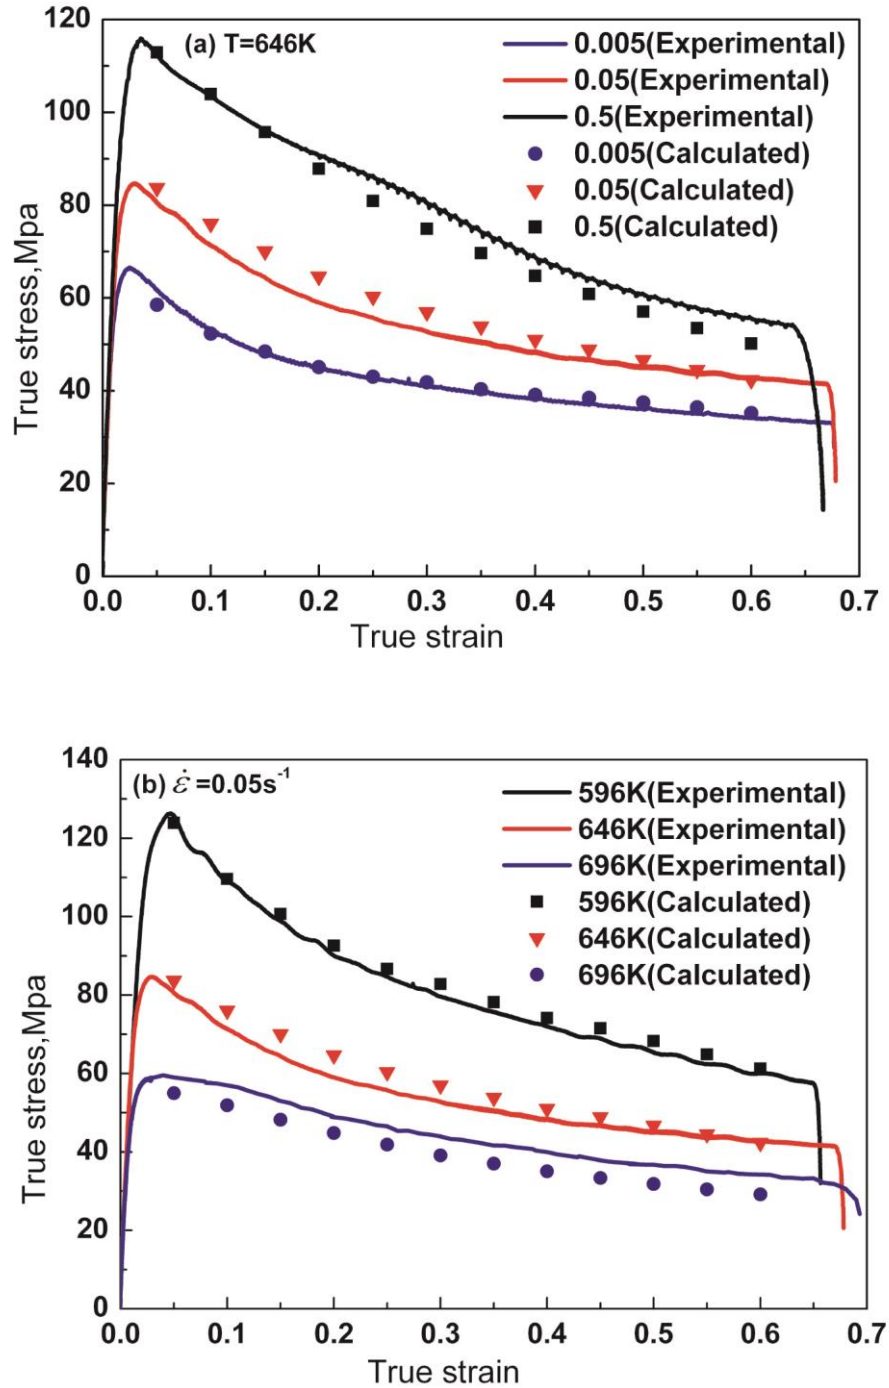 (a) T=646K
0.005(Experimental)
0.05(Experimental)
0.5(Experimental)
0.005(Calculated)
0.05(Calculated)
0.5(Calculated)
120
100
80
60
40
20
0
True stress,Mpa
0.0 0.1 0.2 0.3 0.4 0.5 0.6 0.7
True strain
(b) ε̇ =0.05s⁻¹
596K(Experimental)
646K(Experimental)
696K(Experimental)
596K(Calculated)
646K(Calculated)
696K(Calculated)
140
120
100
80
60
40
20
0
True stress,Mpa
0.0 0.1 0.2 0.3 0.4 0.5 0.6 0.7
True strain